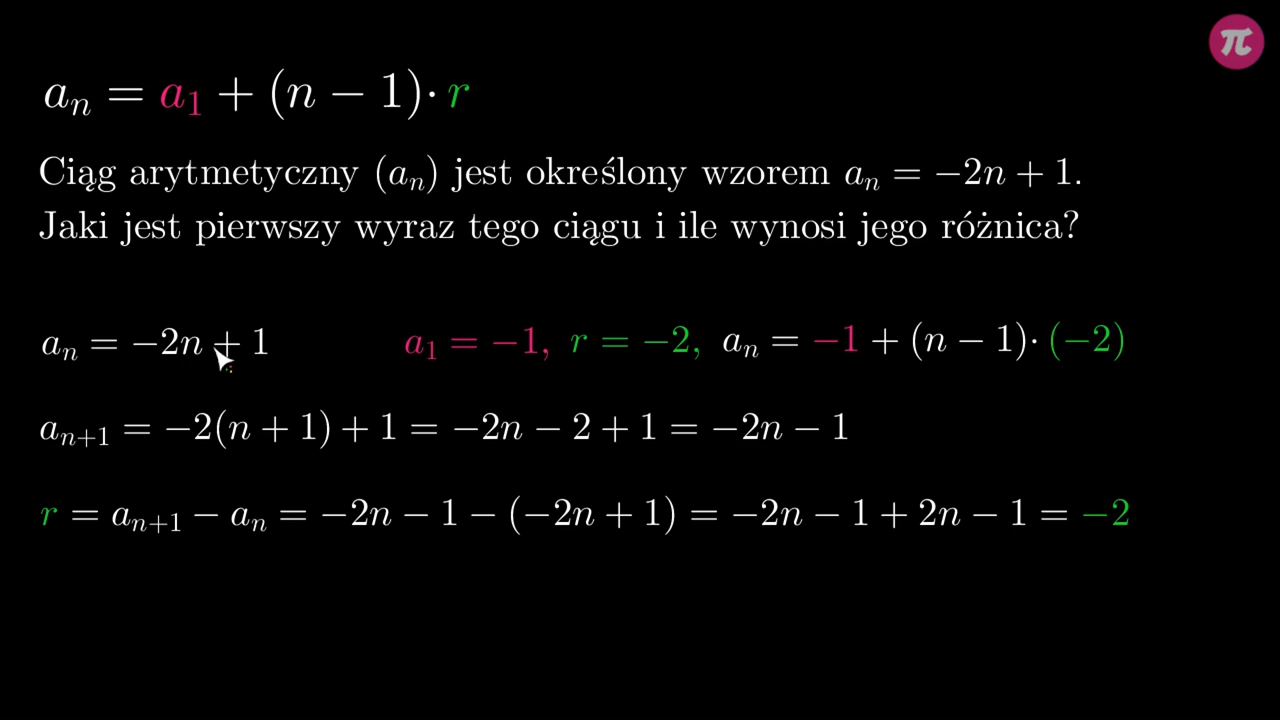 π
aₙ = a₁ + (n − 1)· r
Ciąg arytmetyczny (aₙ) jest określony wzorem aₙ = −2n + 1.
Jaki jest pierwszy wyraz tego ciągu i ile wynosi jego różnica?
aₙ = −2n + 1 a₁ = −1, r = −2, aₙ = −1 + (n − 1)· (−2)
aₙ₊₁ = −2(n + 1) + 1 = −2n − 2 + 1 = −2n − 1
r = aₙ₊₁ − aₙ = −2n − 1 − (−2n + 1) = −2n − 1 + 2n − 1 = −2